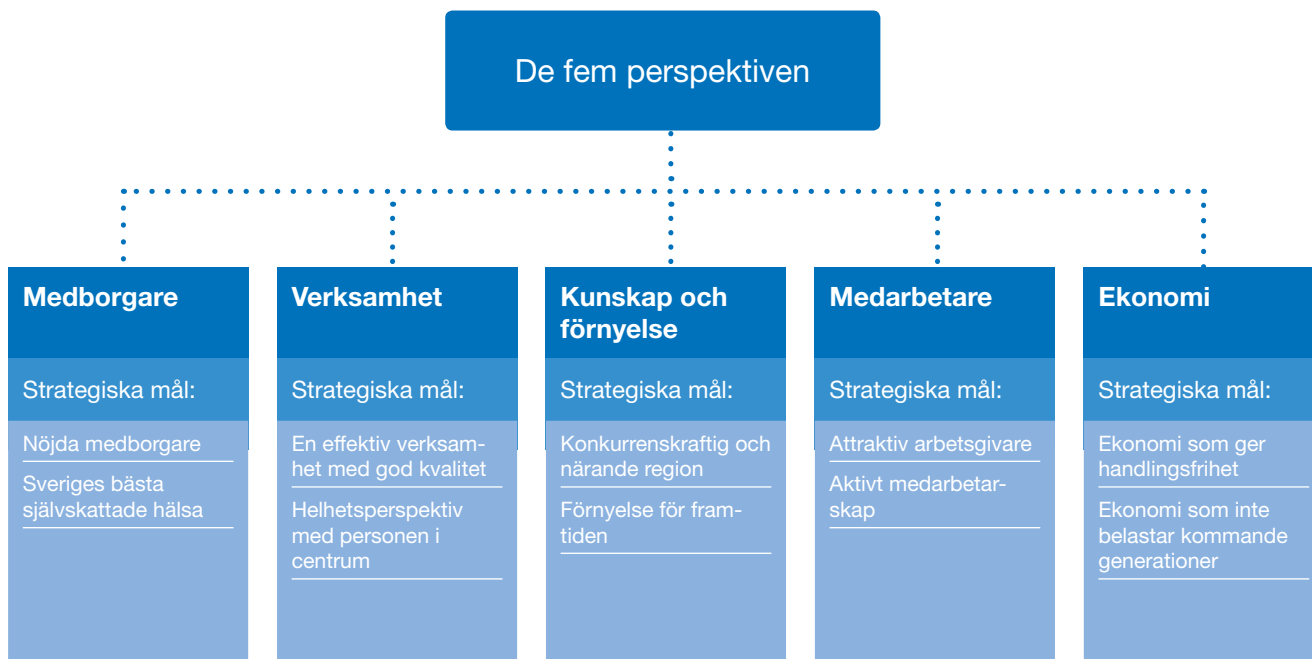 De fem perspektiven
Medborgare
Strategiska mål:
Nöjda medborgare
Sveriges bästa
självskattade hälsa
Verksamhet
Strategiska mål:
En effektiv verksam-
het med god kvalitet
Helhetsperspektiv
med personen i
centrum
Kunskap och
förnyelse
Strategiska mål:
Konkurrenskraftig och
närande region
Förnyelse för fram-
tiden
Medarbetare
Strategiska mål:
Attraktiv arbetsgivare
Aktivt medarbetar-
skap
Ekonomi
Strategiska mål:
Ekonomi som ger
handlingsfrihet
Ekonomi som inte
belastar kommande
generationer